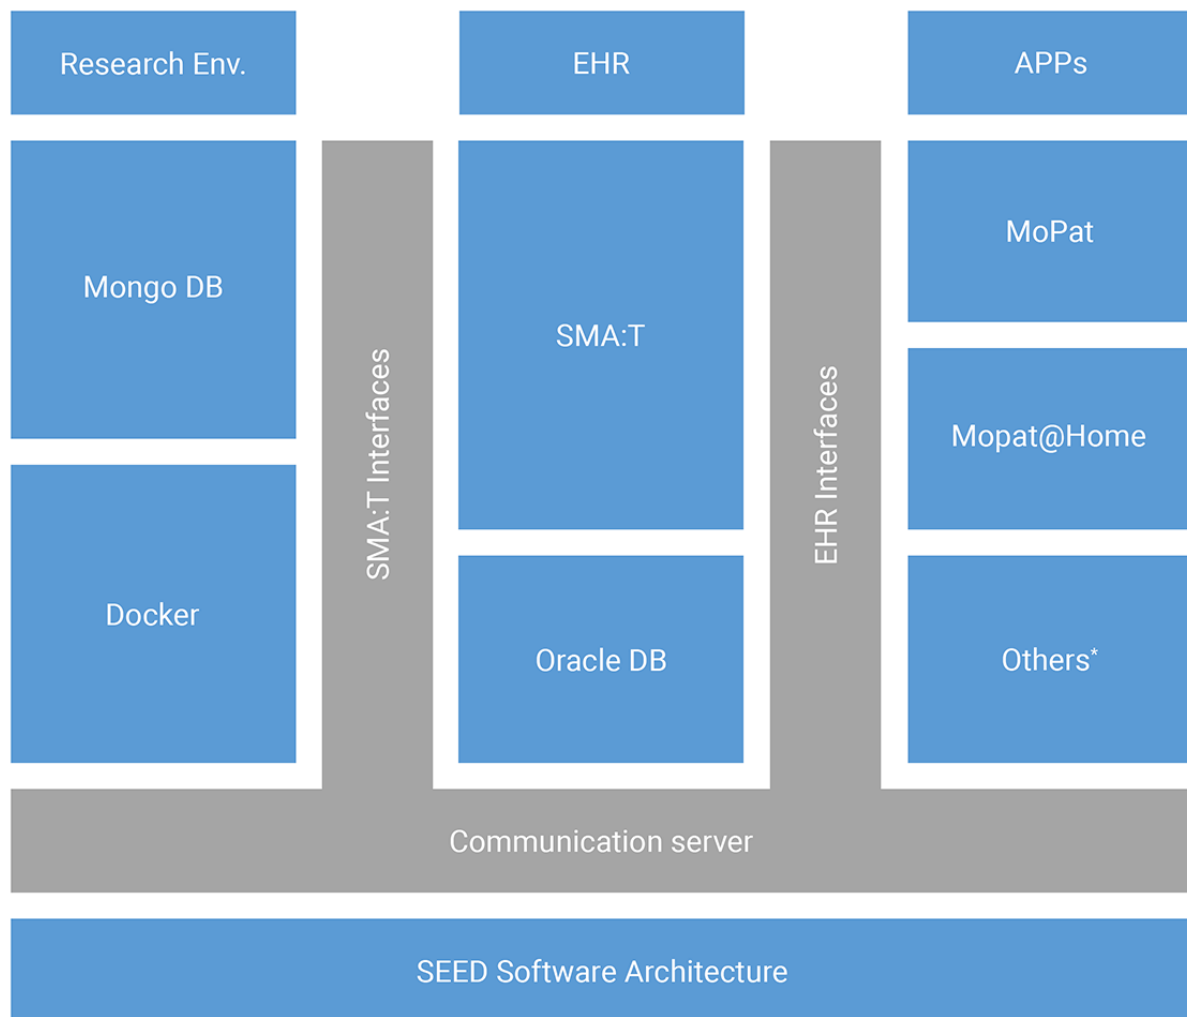 Research Env.
EHR
APPs
Mongo DB
SMA:T Interfaces
SMA:T
EHR Interfaces
MoPat
Mopat@Home
Docker
Oracle DB
Others*
Communication server
SEED Software Architecture